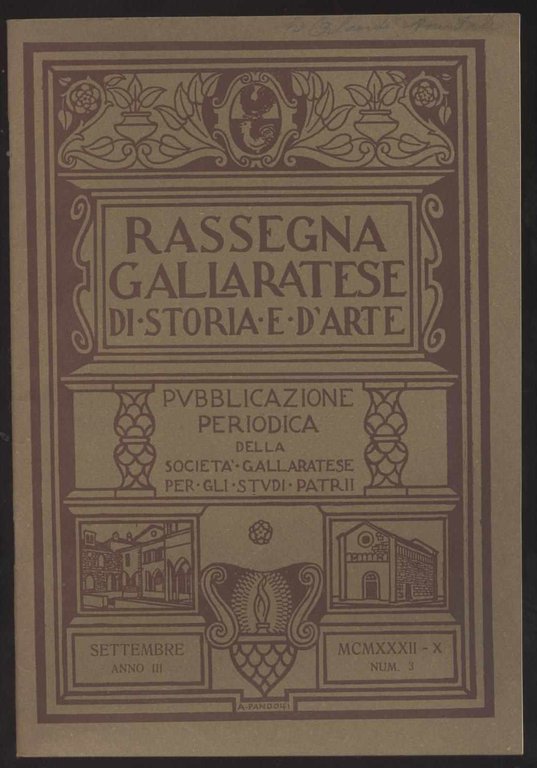 RASSEGNA
GALLARATESE
DI·STORIA·E·D'ARTE
PVBBLICAZIONE
PERIODICA
DELLA
SOCIETA'·GALLARATESE
PER·GLI·STVDI·PATRII
SETTEMBRE
ANNO III
MCMXXXII - X
NUM. 3